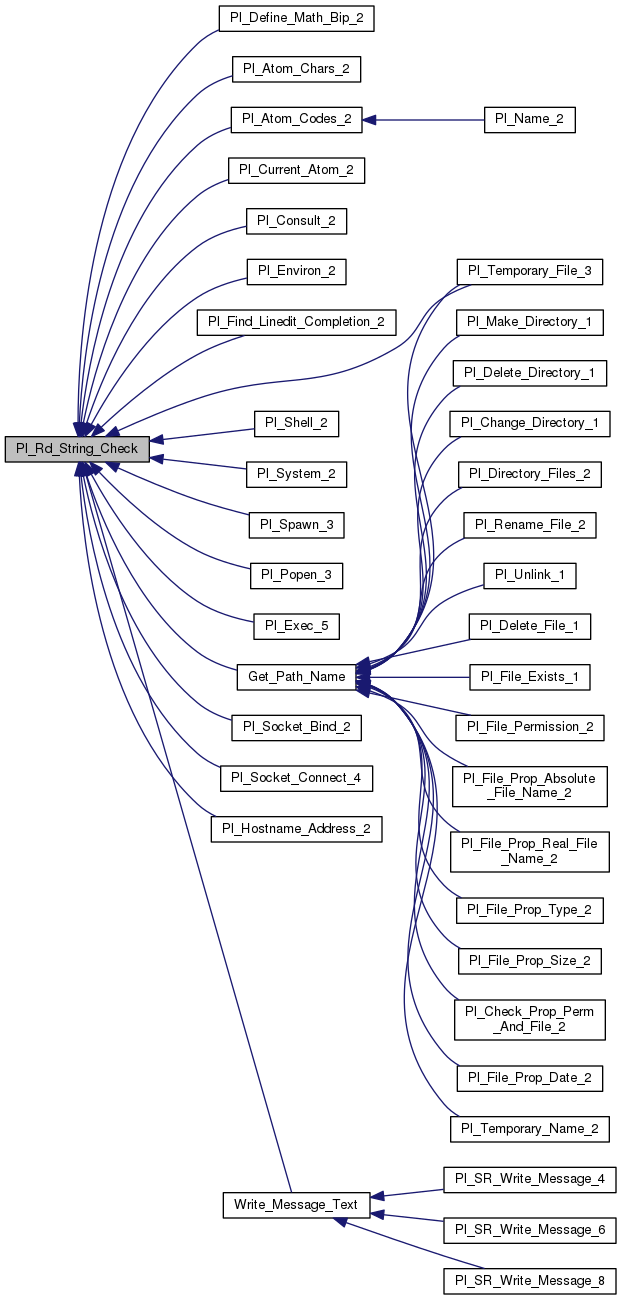 Pl_Define_Math_Bip_2
Pl_Atom_Chars_2
Pl_Atom_Codes_2
Pl_Name_2
Pl_Current_Atom_2
Pl_Consult_2
Pl_Environ_2
Pl_Temporary_File_3
Pl_Find_Linedit_Completion_2
Pl_Make_Directory_1
Pl_Delete_Directory_1
Pl_Shell_2
Pl_Change_Directory_1
Pl_Rd_String_Check
Pl_System_2
Pl_Directory_Files_2
Pl_Spawn_3
Pl_Rename_File_2
Pl_Popen_3
Pl_Unlink_1
Pl_Exec_5
Pl_Delete_File_1
Get_Path_Name
Pl_File_Exists_1
Pl_Socket_Bind_2
Pl_File_Permission_2
Pl_Socket_Connect_4
Pl_File_Prop_Absolute
_File_Name_2
Pl_Hostname_Address_2
Pl_File_Prop_Real_File
_Name_2
Pl_File_Prop_Type_2
Pl_File_Prop_Size_2
Pl_Check_Prop_Perm
_And_File_2
Pl_File_Prop_Date_2
Pl_Temporary_Name_2
Pl_SR_Write_Message_4
Write_Message_Text
Pl_SR_Write_Message_6
Pl_SR_Write_Message_8